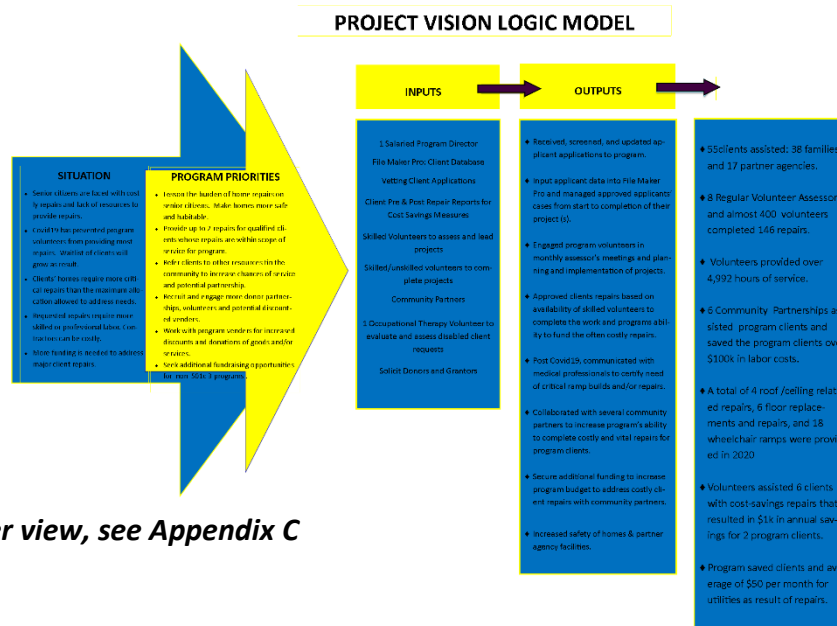 PROJECT VISION LOGIC MODEL
SITUATION
♦ Senior citizens are faced with cost
ly repairs and lack of resources to
provide repairs.
♦ Covid19 has prevented program
volunteers from providing most
repairs. Waitlist of clients will
grow as result.
♦ Clients' homes require more criti
cal repairs than the maximum allo-
cation allowed to address needs.
♦ Requested repairs require more
skilled or professional labor. Con
tractors can be costly.
♦ More funding is needed to address
major client repairs.
PROGRAM PRIORITIES
• Lesson the burden of home repairs on
senior citizens. Make homes more safe
and habitable.
• Provide up to 2 repairs for qualified cli-
ents whose repairs are within scope of
service for program.
• Refer clients to other resources in the
community to increase chances of service
and potential partnership.
• Recruit and engage more donor partner-
ships, volunteers and potential discount-
ed venders.
• Work with program venders for increased
discounts and donations of goods and/or
services.
• Seek additional fundraising opportunities
for non 501c 3 programs.
INPUTS
1 Salaried Program Director
File Maker Pro: Client Database
Vetting Client Applications
Client Pre & Post Repair Reports for
Cost Savings Measures
Skilled Volunteers to assess and lead
projects
Skilled/unskilled volunteers to com-
plete projects
Community Partners
1 Occupational Therapy Volunteer to
evaluate and assess disabled client
requests
Solicit Donors and Grantors
OUTPUTS
♦ Received, screened, and updated ap-
plicant applications to program.
♦ Input applicant data into File Maker
Pro and managed approved applicants'
cases from start to completion of their
project (s).
♦ Engaged program volunteers in
monthly assessor's meetings and plan-
ning and implementation of projects.
♦ Approved clients repairs based on
availability of skilled volunteers to
complete the work and programs abil-
ity to fund the often costly repairs.
♦ Post Covid19, communicated with
medical professionals to certify need
of critical ramp builds and/or repairs.
♦ Collaborated with several community
partners to increase program's ability
to complete costly and vital repairs for
program clients.
♦ Secure additional funding to increase
program budget to address costly cli-
ent repairs with community partners.
♦ Increased safety of homes & partner
agency facilities.
♦ 55clients assisted; 38 families
and 17 partner agencies.
♦ 8 Regular Volunteer Assessor
and almost 400 volunteers
completed 146 repairs.
♦ Volunteers provided over
4,992 hours of service.
♦ 6 Community Partnerships as
sisted program clients and
saved the program clients ove
$100k in labor costs.
♦ A total of 4 roof /ceiling relat
ed repairs, 6 floor replace-
ments and repairs, and 18
wheelchair ramps were provi
ed in 2020
♦ Volunteers assisted 6 clients
with cost-savings repairs that
resulted in $1k in annual sav-
ings for 2 program clients.
♦ Program saved clients and av
erage of $50 per month for
utilities as result of repairs.
er view, see Appendix C